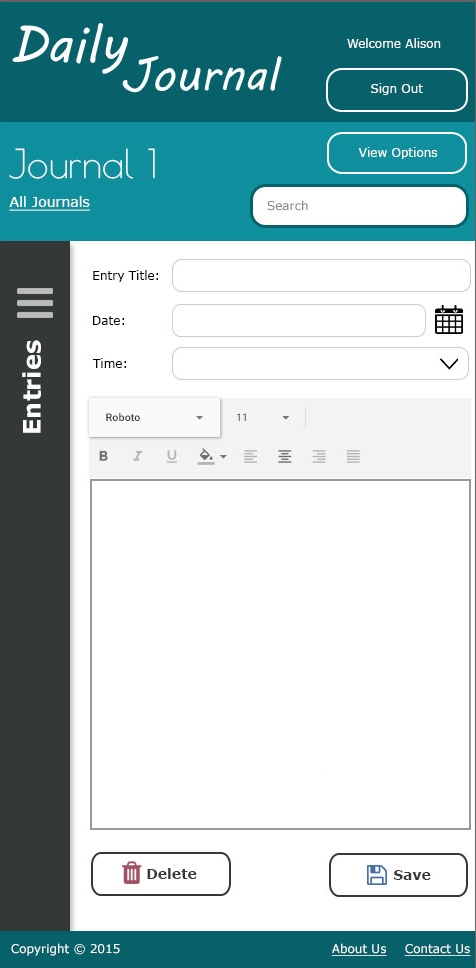 Daily Journal
Welcome Alison
Sign Out
Journal 1
View Options
All Journals
Search
Entries
Entry Title:
Date:
Time:
Roboto
11
B I U
Delete
Save
Copyright © 2015
About Us
Contact Us